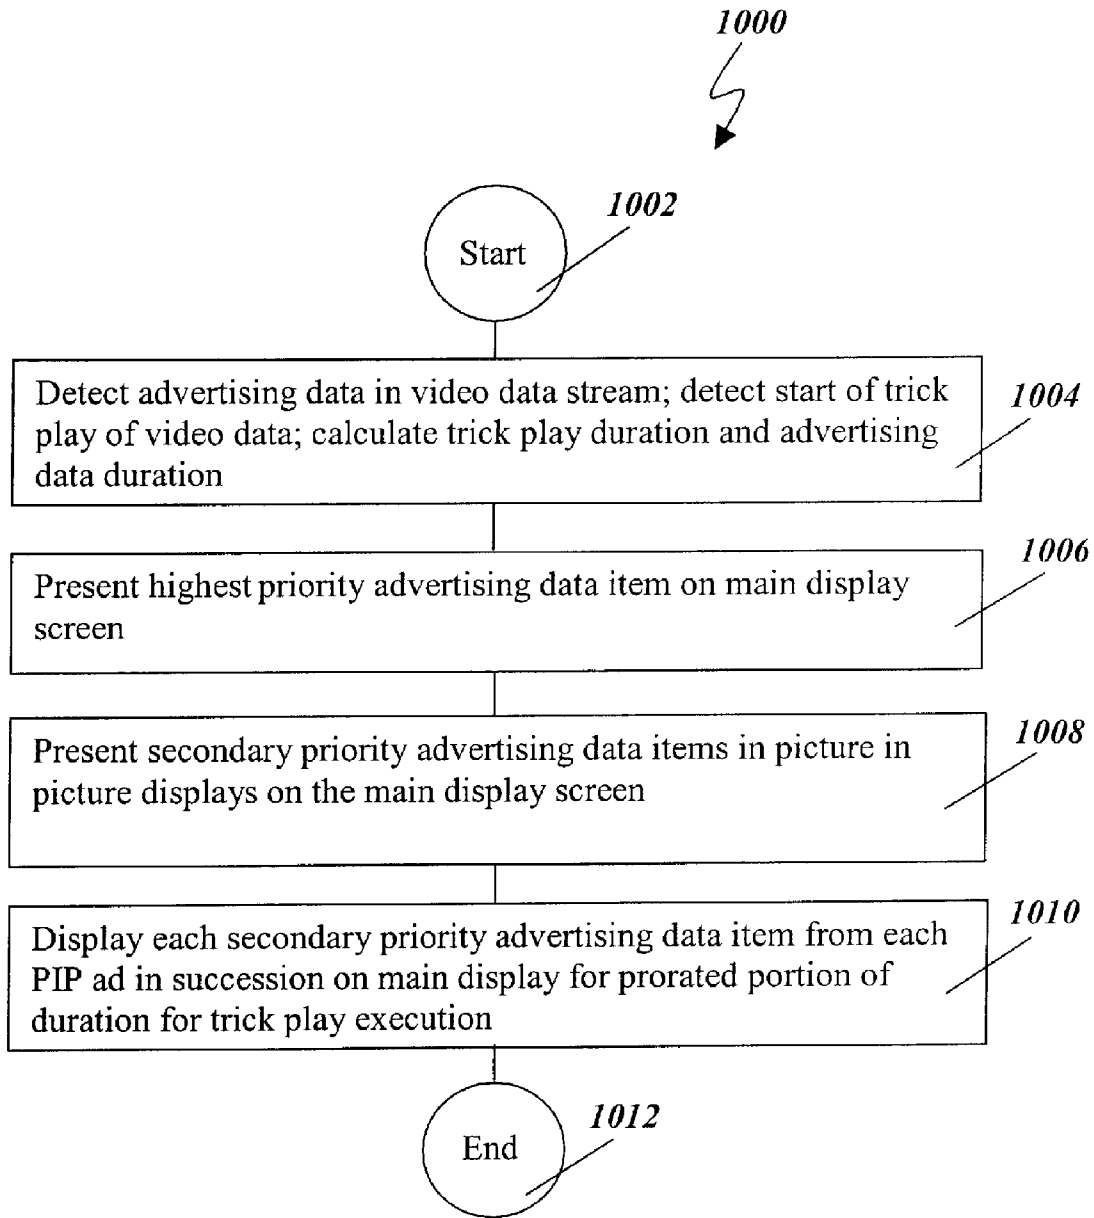 1000
1002
Start
Detect advertising data in video data stream; detect start of trick
play of video data; calculate trick play duration and advertising
data duration
1004
Present highest priority advertising data item on main display
screen
1006
Present secondary priority advertising data items in picture in
picture displays on the main display screen
1008
Display each secondary priority advertising data item from each
PIP ad in succession on main display for prorated portion of
duration for trick play execution
1010
End
1012